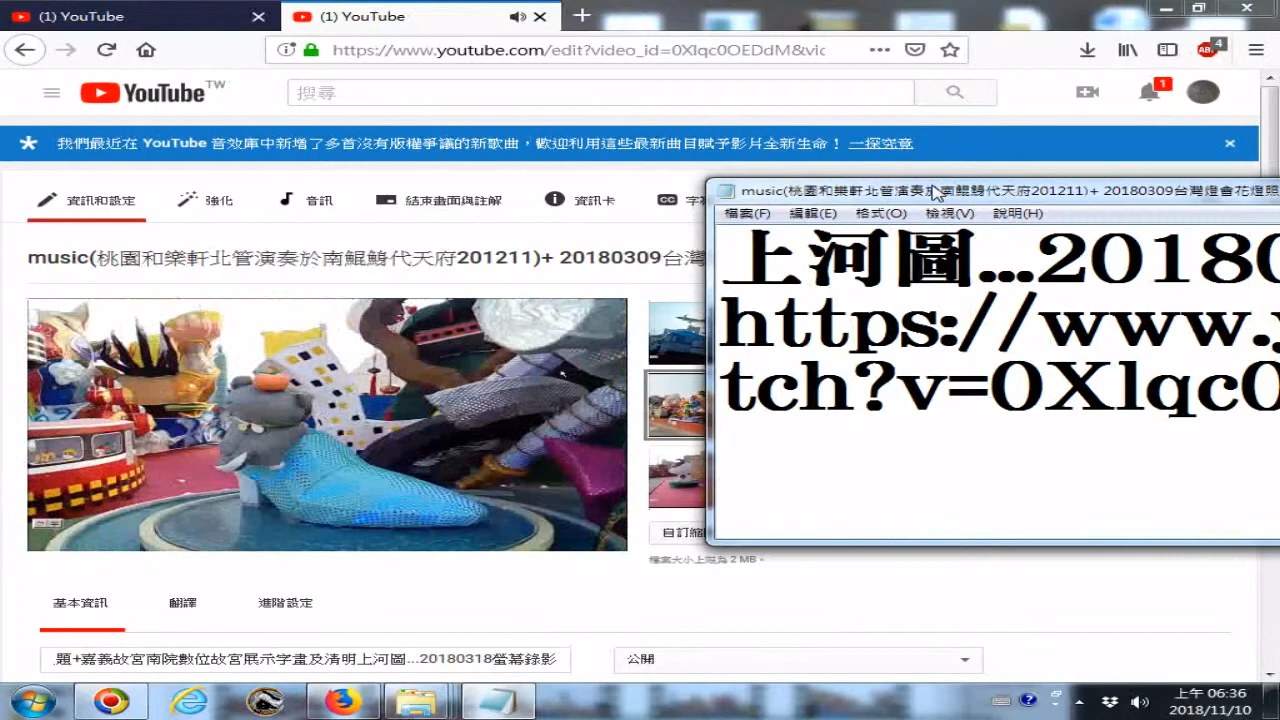 (1) YouTube
(1) YouTube
https://www.youtube.com/edit?video_id=0Xlqc0OEDdM&vic
ABP 4
YouTube TW
搜尋
1
我們最近在 YouTube 音效庫中新增了多首沒有版權爭議的新歌曲，歡迎利用這些最新曲目賦予影片全新生命！ 一探究竟
資訊和設定
強化
音訊
結束畫面與註解
資訊卡
CC
music(桃園和樂軒北管演奏於南鯤鯓代天府201211)+ 20180309台灣
music(桃園和樂軒北管演奏於南鯤鯓代天府201211)+ 20180309台灣燈會花燈照
檔案(F)
編輯(E)
格式(O)
檢視(V)
說明(H)
上河圖...20180
https://www.y
tch?v=0Xlqc0
自訂縮
檔案大小上限為 2 MB。
基本資訊
翻譯
進階設定
題+嘉義故宮南院數位故宮展示字畫及清明上河圖...20180318螢幕錄影
公開
上午 06:36
2018/11/10